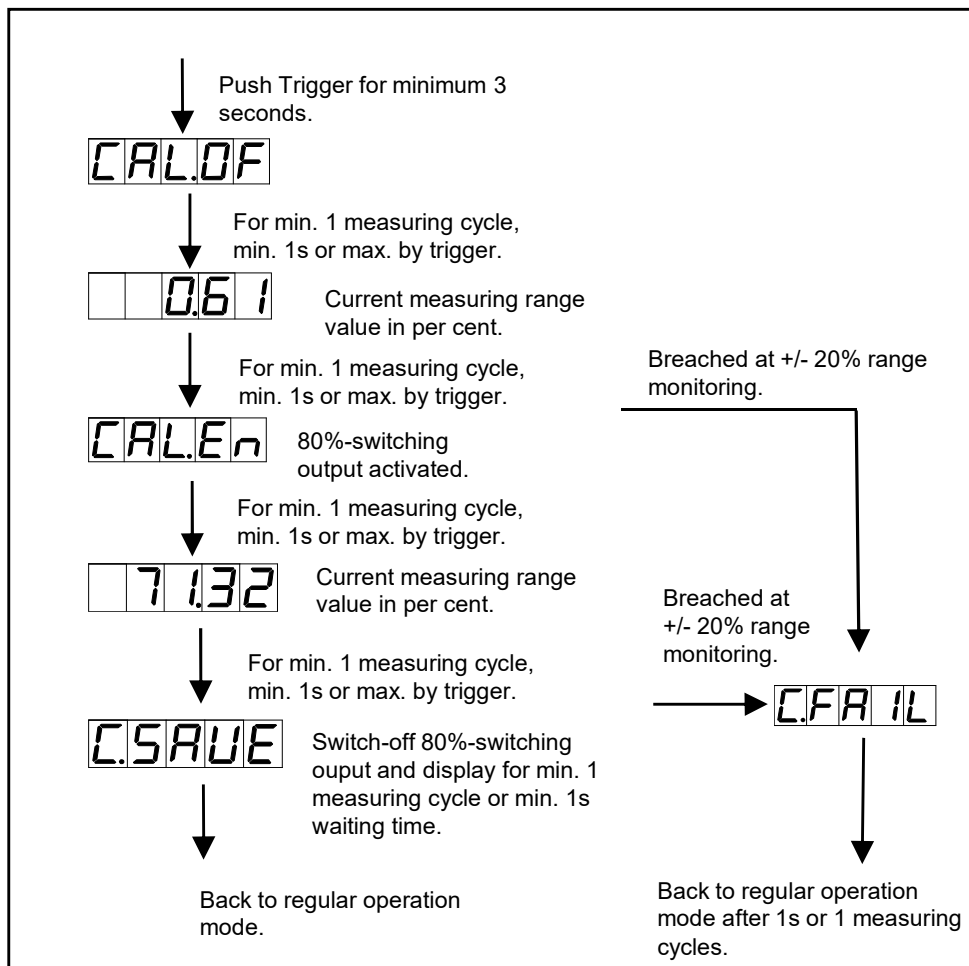 Push Trigger for minimum 3
seconds.
CAL.OF
For min. 1 measuring cycle,
min. 1s or max. by trigger.
0.61
Current measuring range
value in per cent.
For min. 1 measuring cycle,
min. 1s or max. by trigger.
Breached at +/- 20% range
monitoring.
CAL.En
80%-switching
output activated.
For min. 1 measuring cycle,
min. 1s or max. by trigger.
71.32
Current measuring range
value in per cent.
Breached at
+/- 20% range
monitoring.
For min. 1 measuring cycle,
min. 1s or max. by trigger.
C.FAIL
C.SAVE
Switch-off 80%-switching
ouput and display for min. 1
measuring cycle or min. 1s
waiting time.
Back to regular operation
mode.
Back to regular operation
mode after 1s or 1 measuring
cycles.